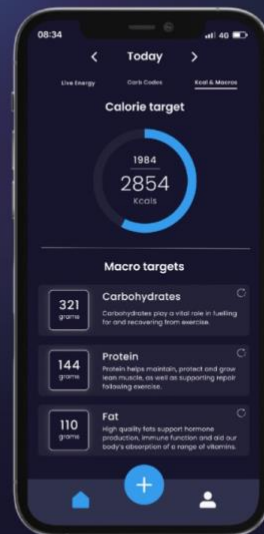 08:34
4G
Today
Live Energy Carb Codes Kcal & Macros
Calorie target
1984
2854
Kcals
Macro targets
321
grams
Carbohydrates
Carbohydrates play a vital role in fuelling
for and recovering from exercise.
144
grams
Protein
Protein helps maintain, protect and grow
lean muscle, as well as supporting repair
following exercise.
110
grams
Fat
High quality fats support hormone
production, immune function and aid our
body's absorption of a range of vitamins.